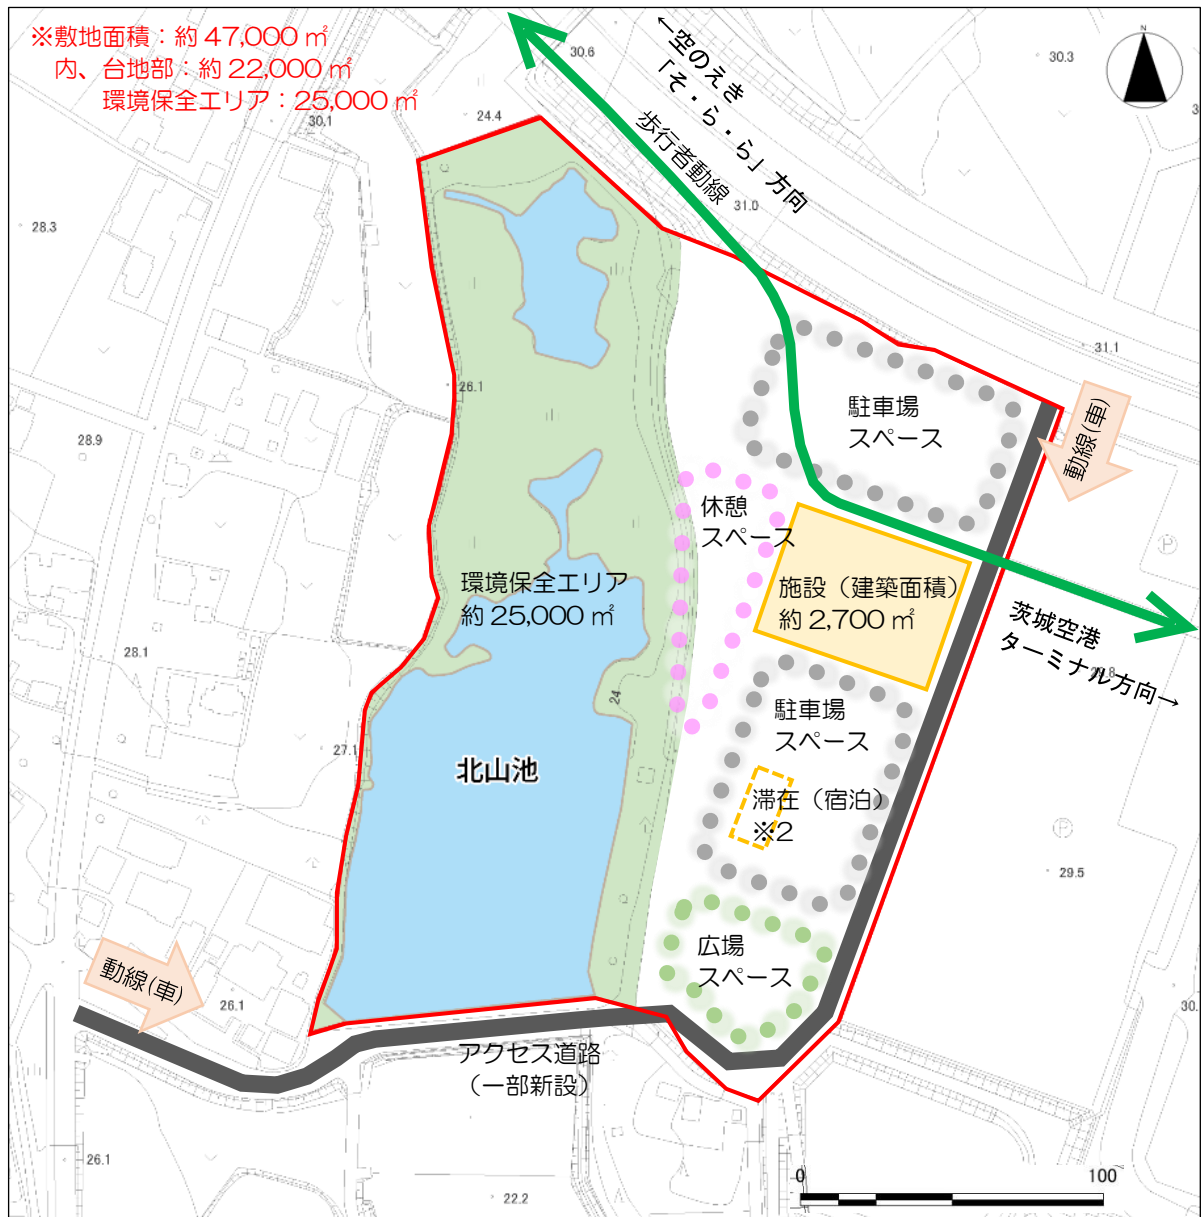 ※敷地面積：約 47,000 ㎡
内、台地部：約 22,000 ㎡
環境保全エリア：25,000 ㎡
N
←空のえき
「そ・ら・ら」方向
歩行者動線
30.6
30.3
24.4
30.1
31.0
28.3
31.1
26.1
28.9
駐車場
スペース
動線(車)
休憩
スペース
環境保全エリア
約 25,000 ㎡
施設（建築面積）
約 2,700 ㎡
茨城空港
ターミナル方向→
P
28.1
24
27.1
北山池
駐車場
スペース
滞在（宿泊）
※2
P
29.5
広場
スペース
動線(車)
26.1
30.
アクセス道路
（一部新設）
26.1
22.2
0
100